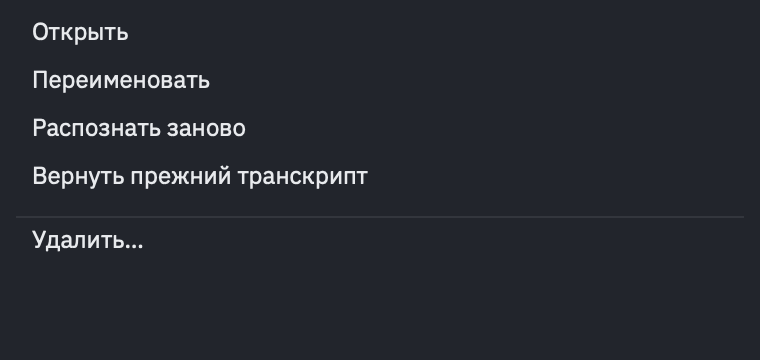 Открыть
Переименовать
Распознать заново
Вернуть прежний транскрипт
Удалить...